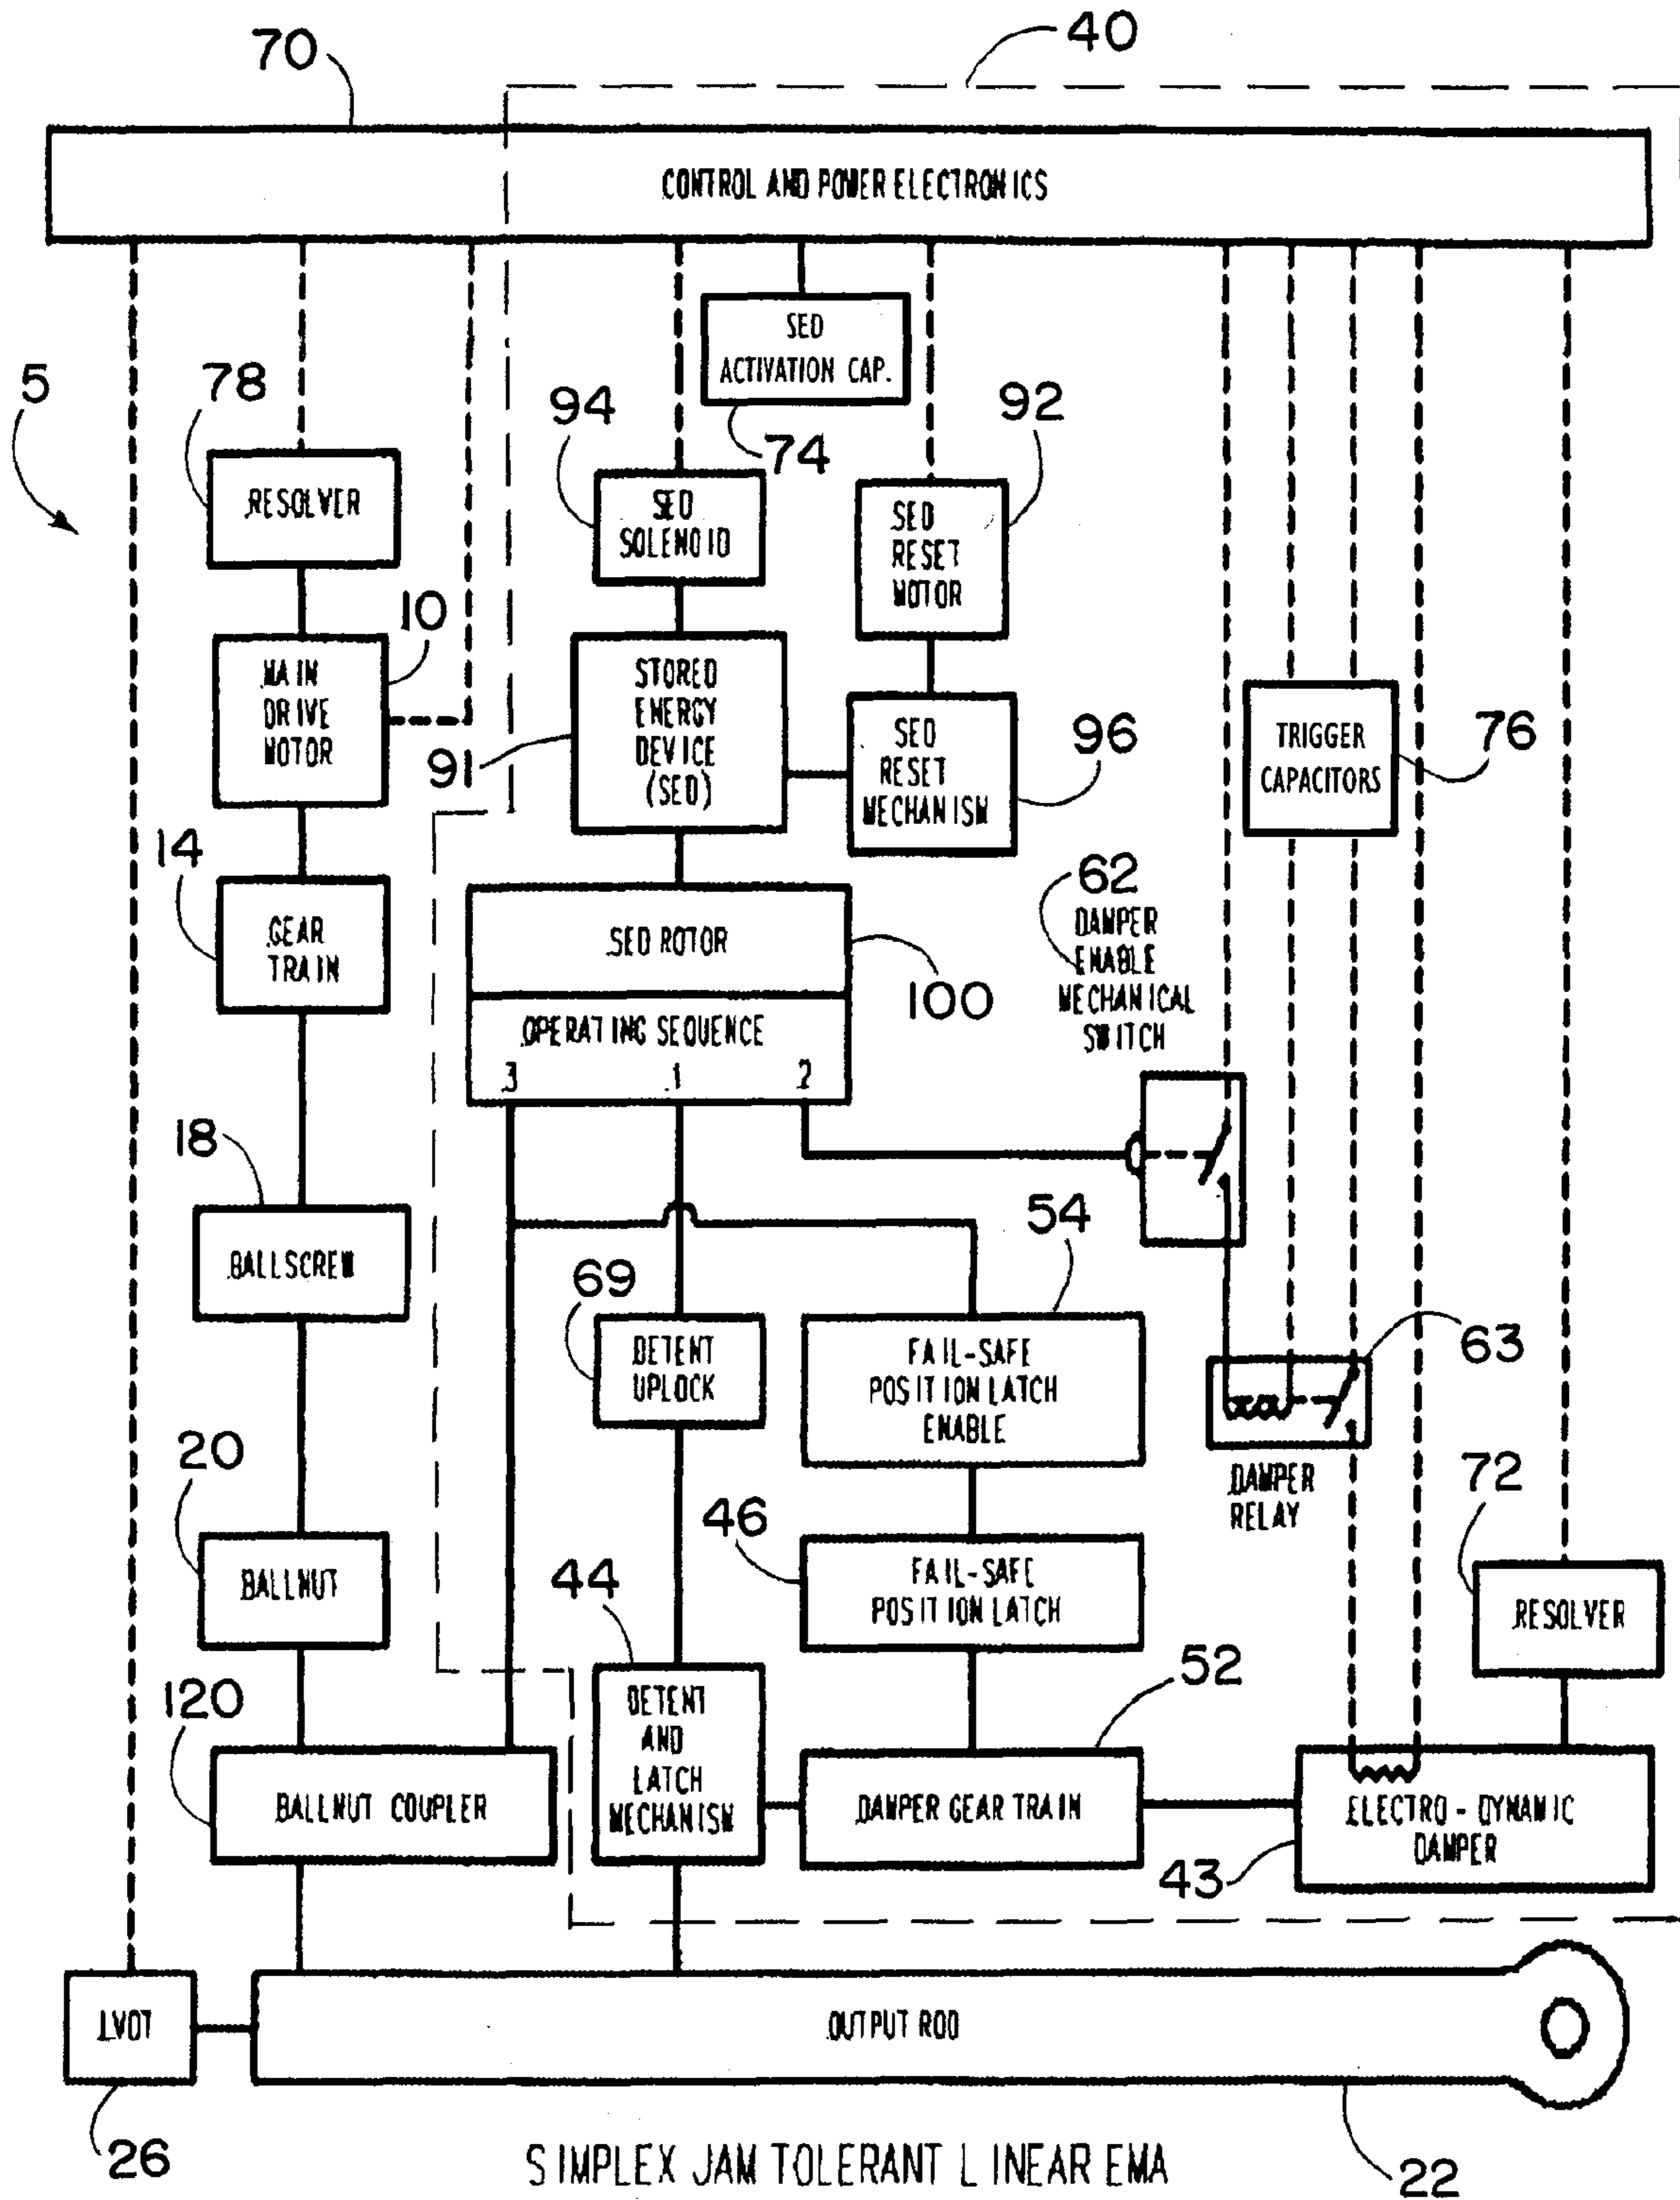 70
40
CONTROL AND POWER ELECTRONICS
5
78
RESOLVER
10
MAIN
DRIVE
MOTOR
14
GEAR
TRAIN
18
BALLSCREW
20
BALLNUT
120
BALLNUT COUPLER
SED
ACTIVATION CAP.
74
94
SED
SOLENOID
92
SED
RESET
MOTOR
91
STORED
ENERGY
DEVICE
(SED)
SED
RESET
MECHANISM
96
SED ROTOR
100
OPERATING SEQUENCE
3 1 2
62
DAMPER
ENABLE
MECHANICAL
SWITCH
TRIGGER
CAPACITORS
76
69
DETENT
UPLOCK
54
FAIL-SAFE
POSITION LATCH
ENABLE
63
DAMPER
RELAY
46
FAIL-SAFE
POSITION LATCH
72
RESOLVER
44
DETENT
AND
LATCH
MECHANISM
52
DAMPER GEAR TRAIN
ELECTRO-DYNAMIC
DAMPER
43
LVDT
26
OUTPUT ROD
22
SIMPLEX JAM TOLERANT LINEAR EMA